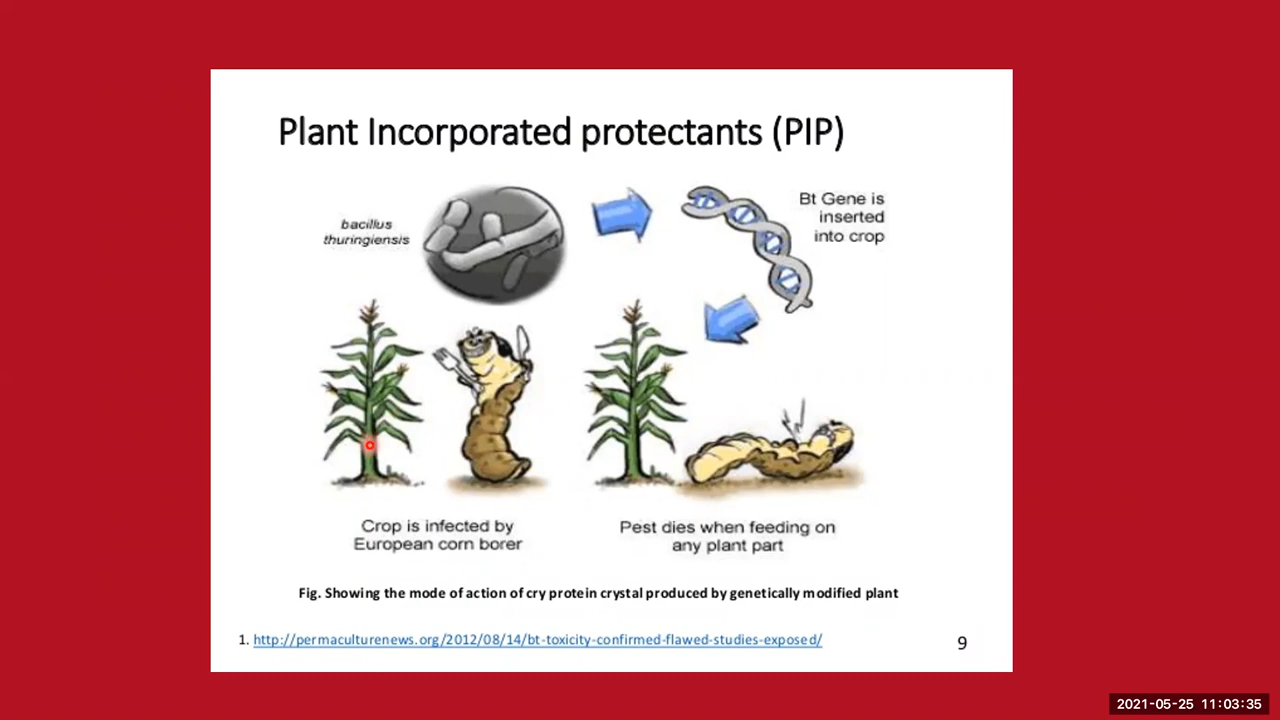 Plant Incorporated protectants (PIP)
bacillus
thuringiensis
Bt Gene is
inserted
into crop
Crop is infected by
European corn borer
Pest dies when feeding on
any plant part
Fig. Showing the mode of action of cry protein crystal produced by genetically modified plant
1. http://permaculturenews.org/2012/08/14/bt-toxicity-confirmed-flawed-studies-exposed/
9
2021-05-25 11:03:35